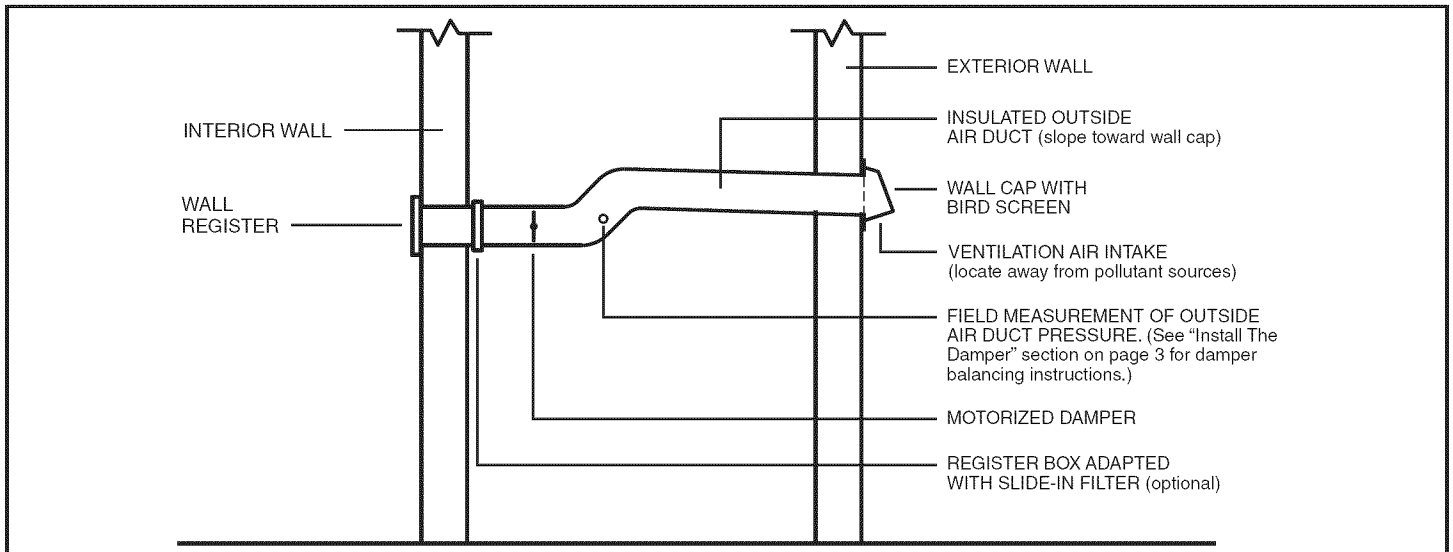 INTERIOR WALL
WALL
REGISTER
EXTERIOR WALL
INSULATED OUTSIDE
AIR DUCT (slope toward wall cap)
WALL CAP WITH
BIRD SCREEN
VENTILATION AIR INTAKE
(locate away from pollutant sources)
FIELD MEASUREMENT OF OUTSIDE
AIR DUCT PRESSURE. (See “Install The
Damper” section on page 3 for damper
balancing instructions.)
MOTORIZED DAMPER
REGISTER BOX ADAPTED
WITH SLIDE-IN FILTER (optional)